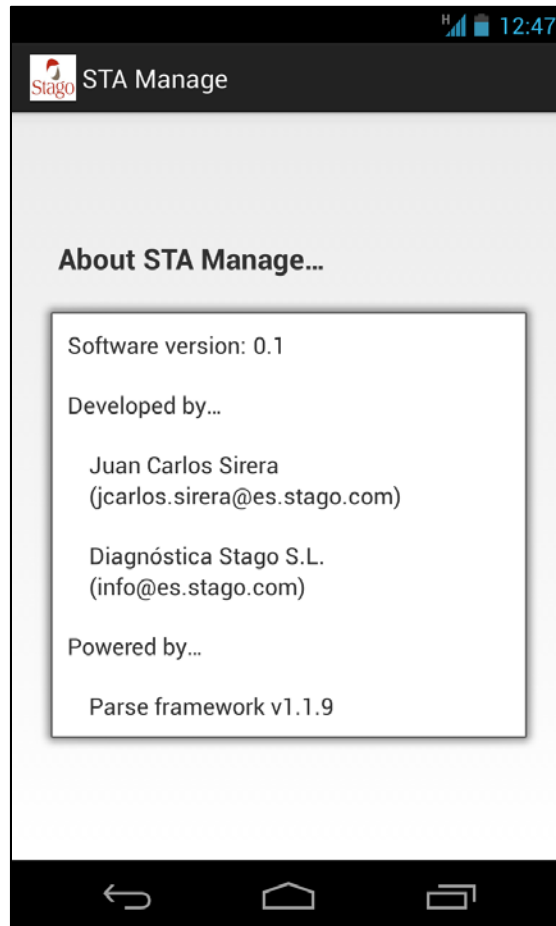 H 12:47
Stago STA Manage
About STA Manage...
Software version: 0.1
Developed by...
Juan Carlos Sirera
(jcarlos.sirera@es.stago.com)
Diagnóstica Stago S.L.
(info@es.stago.com)
Powered by...
Parse framework v1.1.9